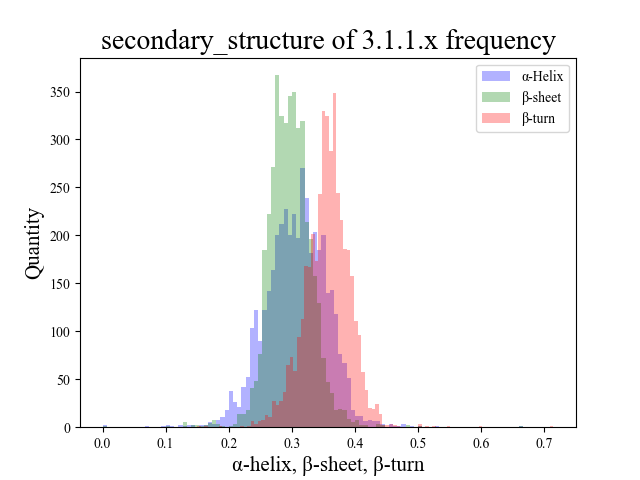 secondary_structure of 3.1.1.x frequency
α-Helix
β-sheet
β-turn
Quantity
350
300
250
200
150
100
50
0
0.0 0.1 0.2 0.3 0.4 0.5 0.6 0.7
α-helix, β-sheet, β-turn